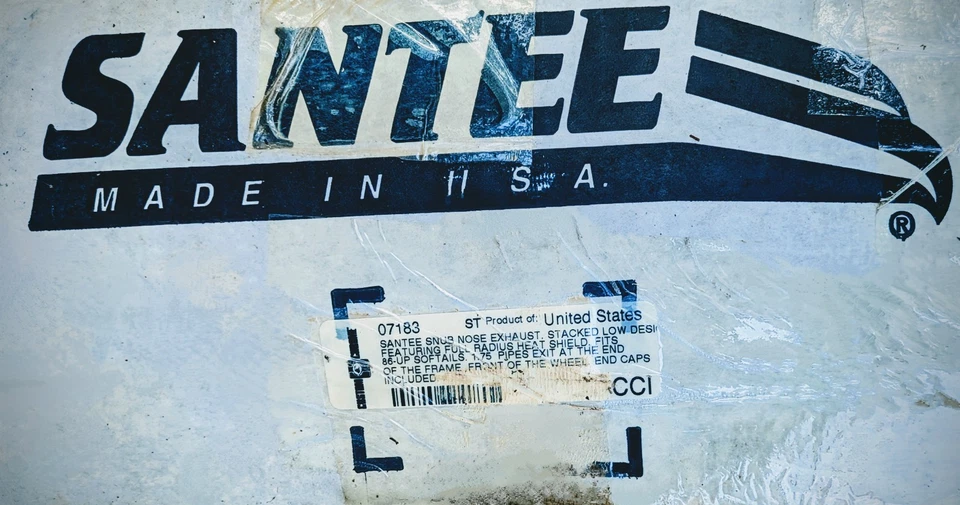 SANTEE
MADE IN U.S.A.
®
07183 ST Product of: United States
SANTEE SNUB NOSE EXHAUST, STACKED LOW DESI
FEATURING FULL RADIUS HEAT SHIELD, FITS
86-UP SOFTAILS, 1.75 PIPES EXIT AT THE END
OF THE FRAME ,FRONT OF THE WHEEL END CAPS
INCLUDED
CCI